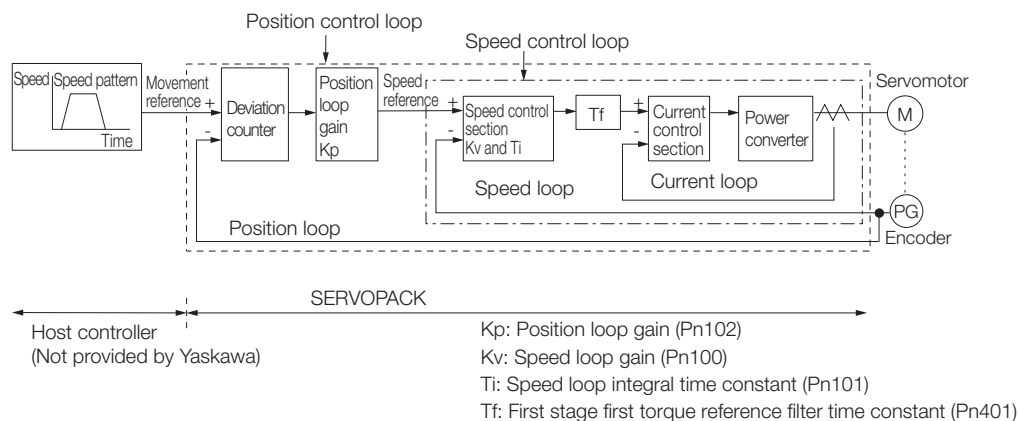 Position control loop
Speed control loop
Speed
Speed pattern
Time
Movement
reference
+
-
Deviation
counter
Position
loop
gain
Kp
Speed
reference
+
-
Speed control
section
Kv and Ti
Tf
+
-
Current
control
section
Power
converter
Servomotor
M
Speed loop
Current loop
Position loop
PG
Encoder
SERVOPACK
Host controller
(Not provided by Yaskawa)
Kp: Position loop gain (Pn102)
Kv: Speed loop gain (Pn100)
Ti: Speed loop integral time constant (Pn101)
Tf: First stage first torque reference filter time constant (Pn401)